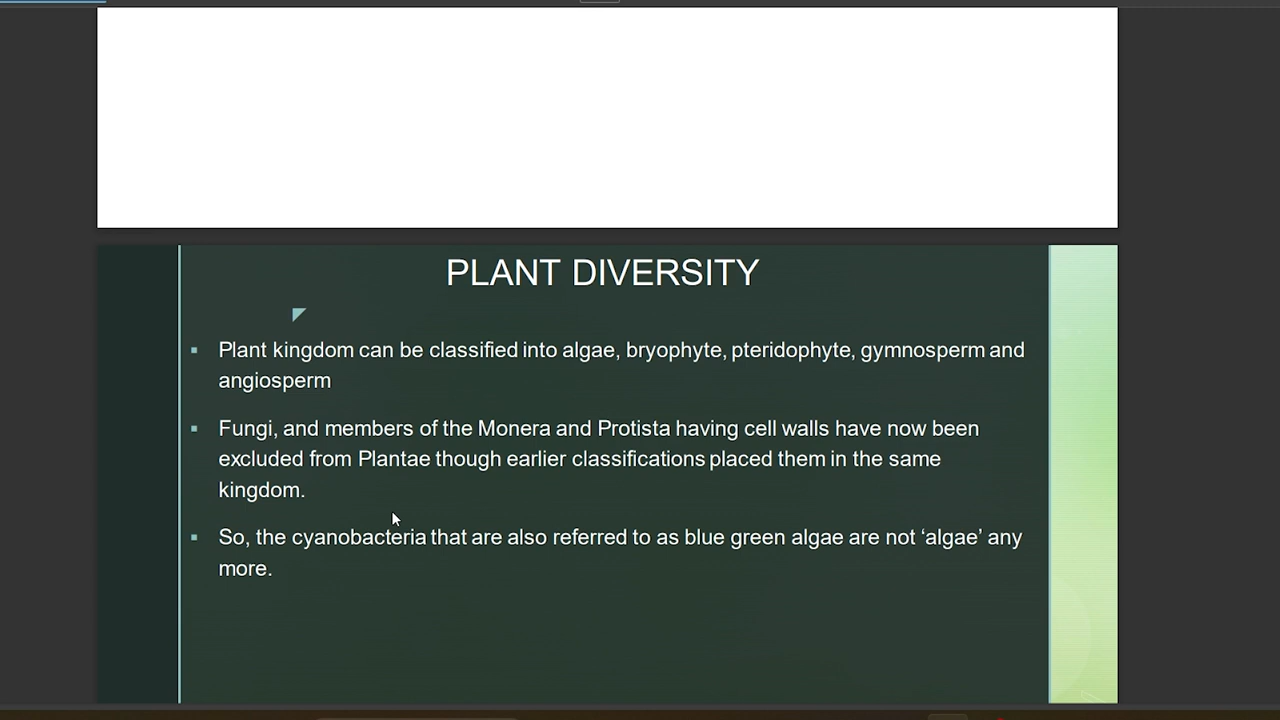 PLANT DIVERSITY
▪ Plant kingdom can be classified into algae, bryophyte, pteridophyte, gymnosperm and
angiosperm
▪ Fungi, and members of the Monera and Protista having cell walls have now been
excluded from Plantae though earlier classifications placed them in the same
kingdom.
▪ So, the cyanobacteria that are also referred to as blue green algae are not ‘algae’ any
more.